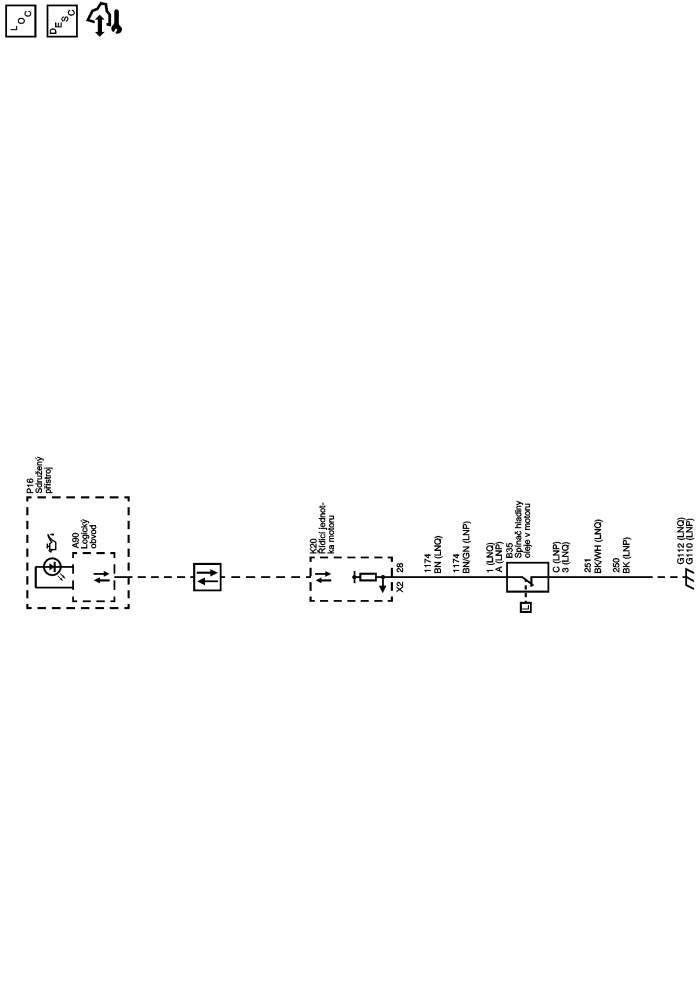 LOC
DESC
P16
Sdružený
přístroj
A90
Logický
obvod
K20
Řídicí jednot-
ka motoru
28
X2
1174
BN (LNQ)
1174
BN/GN (LNP)
1 (LNQ)
A (LNP)
B35
Spínač hladiny
oleje v motoru
L
C (LNP)
3 (LNQ)
251
BK/WH (LNQ)
250
BK (LNP)
G112 (LNQ)
G110 (LNP)